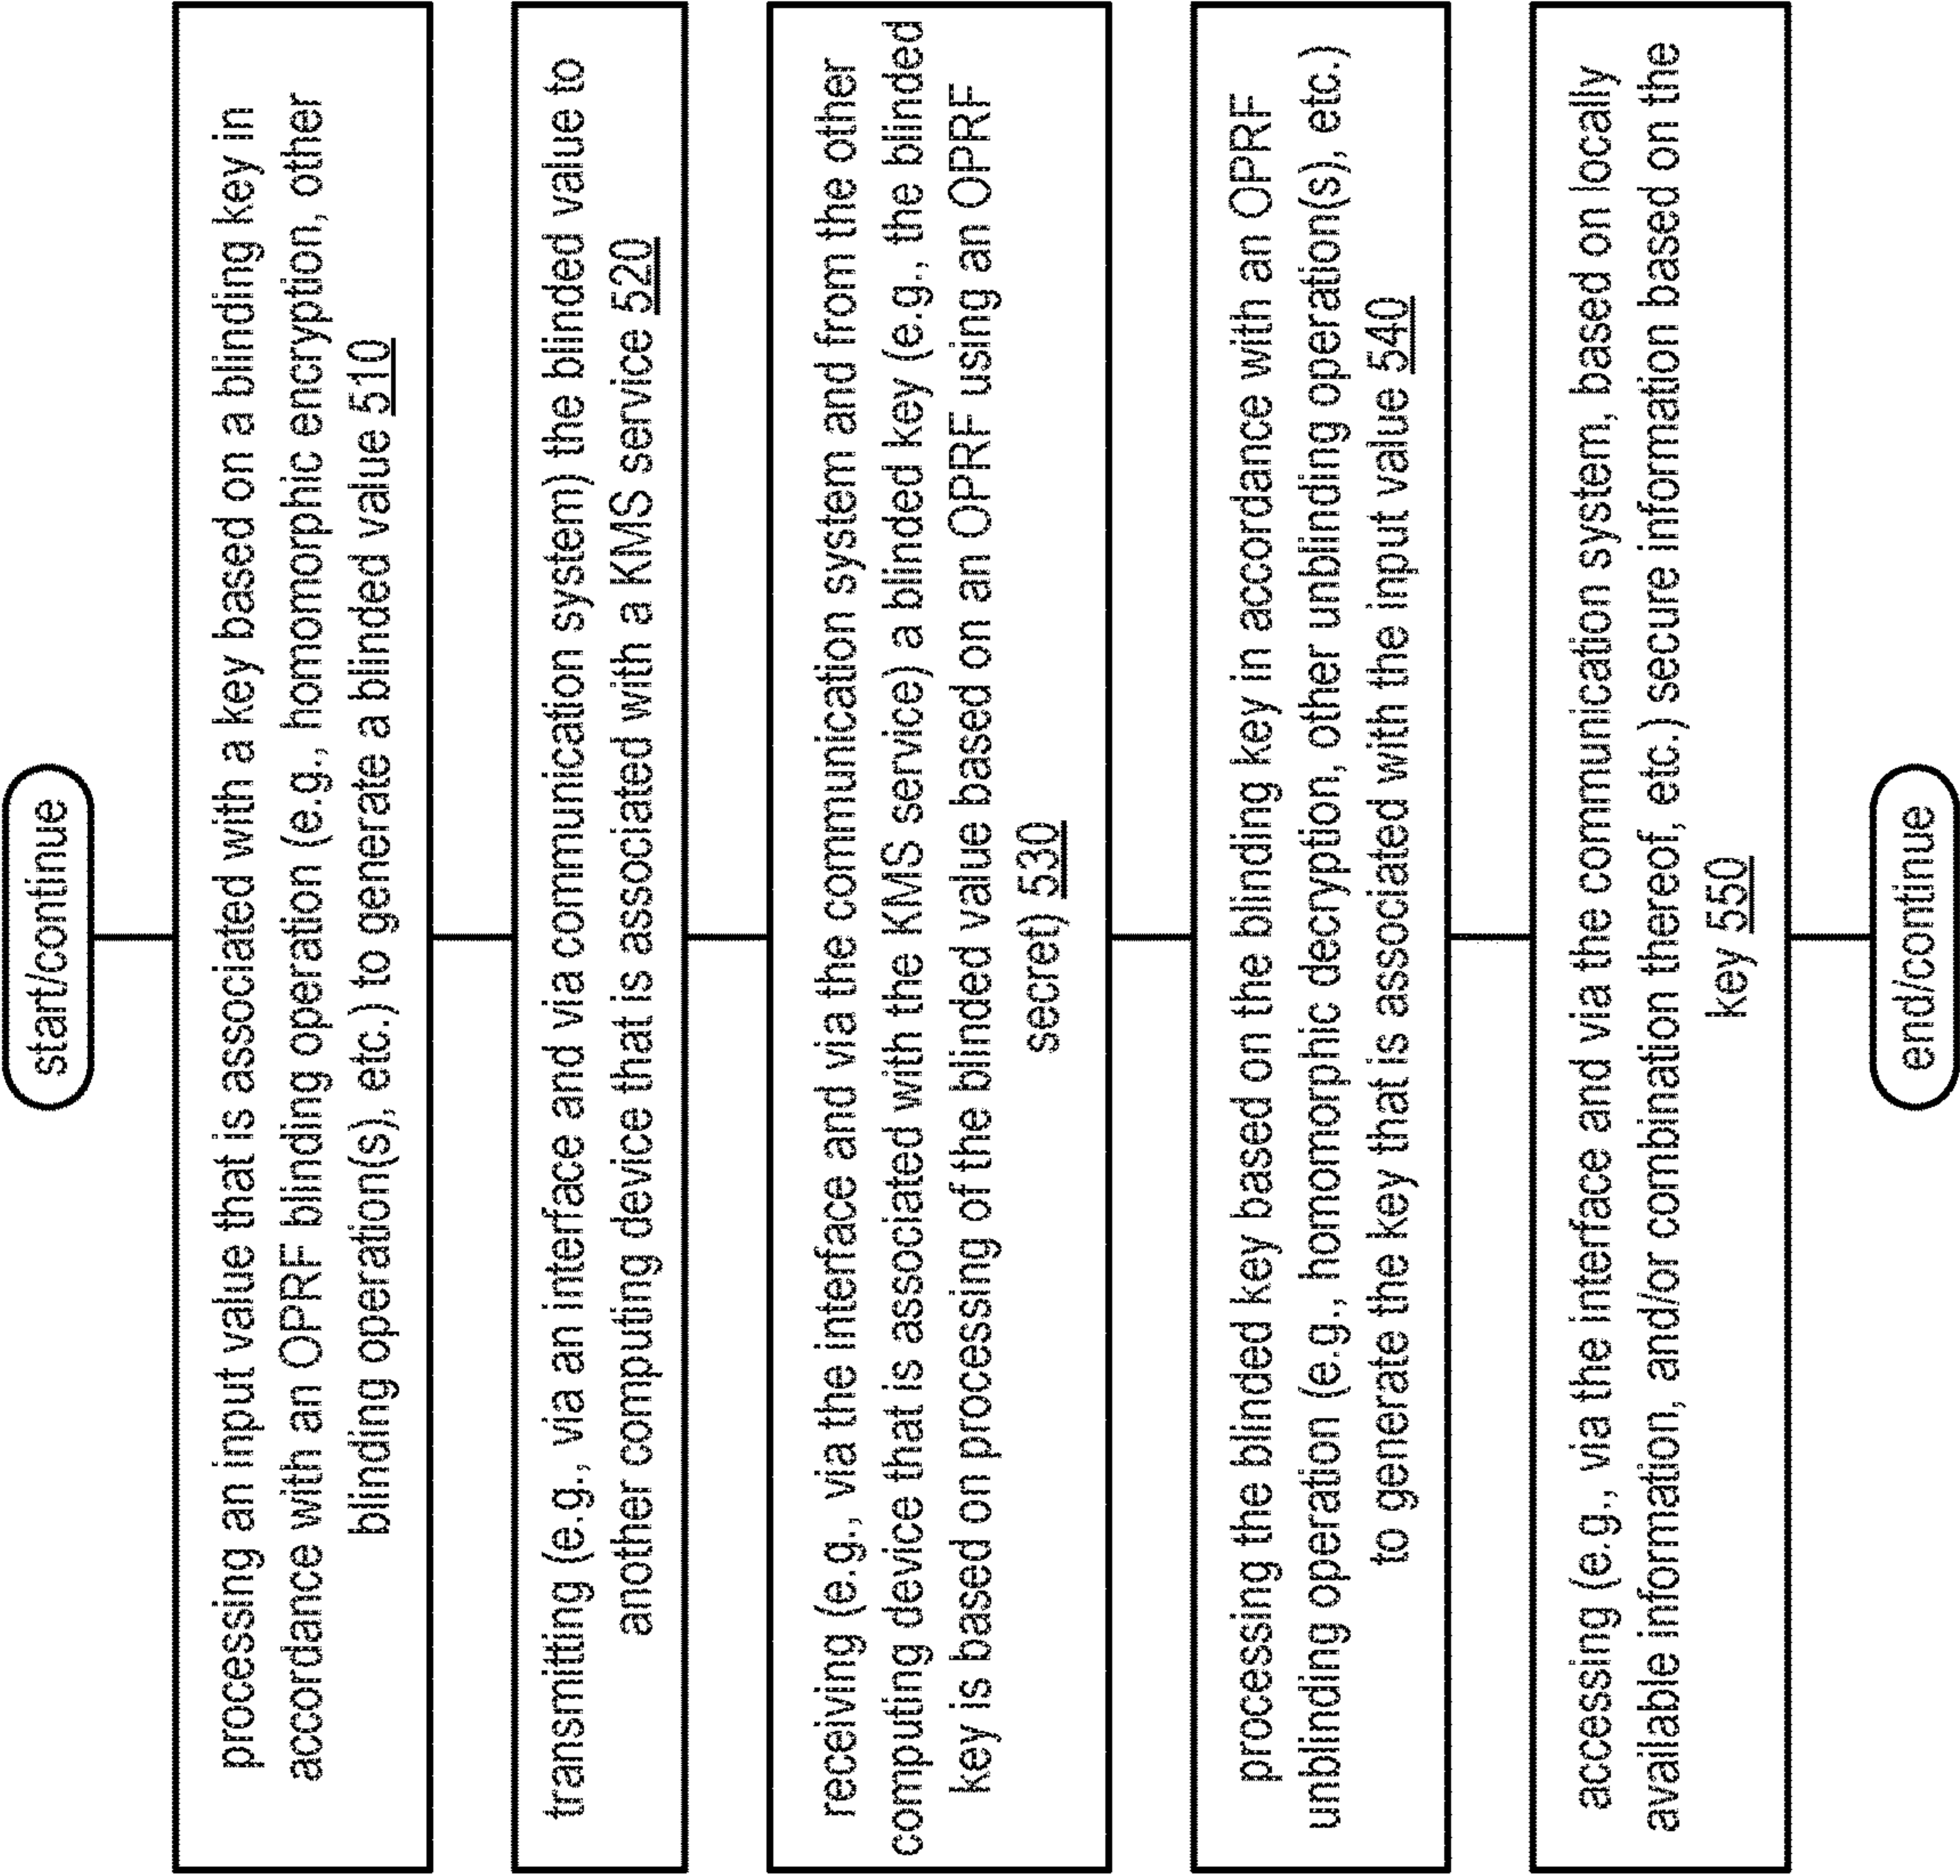 start/continue
processing an input value that is associated with a key based on a blinding key in
accordance with an OPRF blinding operation (e.g., homomorphic encryption, other
blinding operation(s), etc.) to generate a blinded value 510
transmitting (e.g., via an interface and via communication system) the blinded value to
another computing device that is associated with a KMS service 520
receiving (e.g., via the interface and via the communication system and from the other
computing device that is associated with the KMS service) a blinded key (e.g., the blinded
key is based on processing of the blinded value based on an OPRF using an OPRF
secret) 530
processing the blinded key based on the blinding key in accordance with an OPRF
unblinding operation (e.g., homomorphic decryption, other unblinding operation(s), etc.)
to generate the key that is associated with the input value 540
accessing (e.g., via the interface and via the communication system, based on locally
available information, and/or combination thereof, etc.) secure information based on the
key 550
end/continue